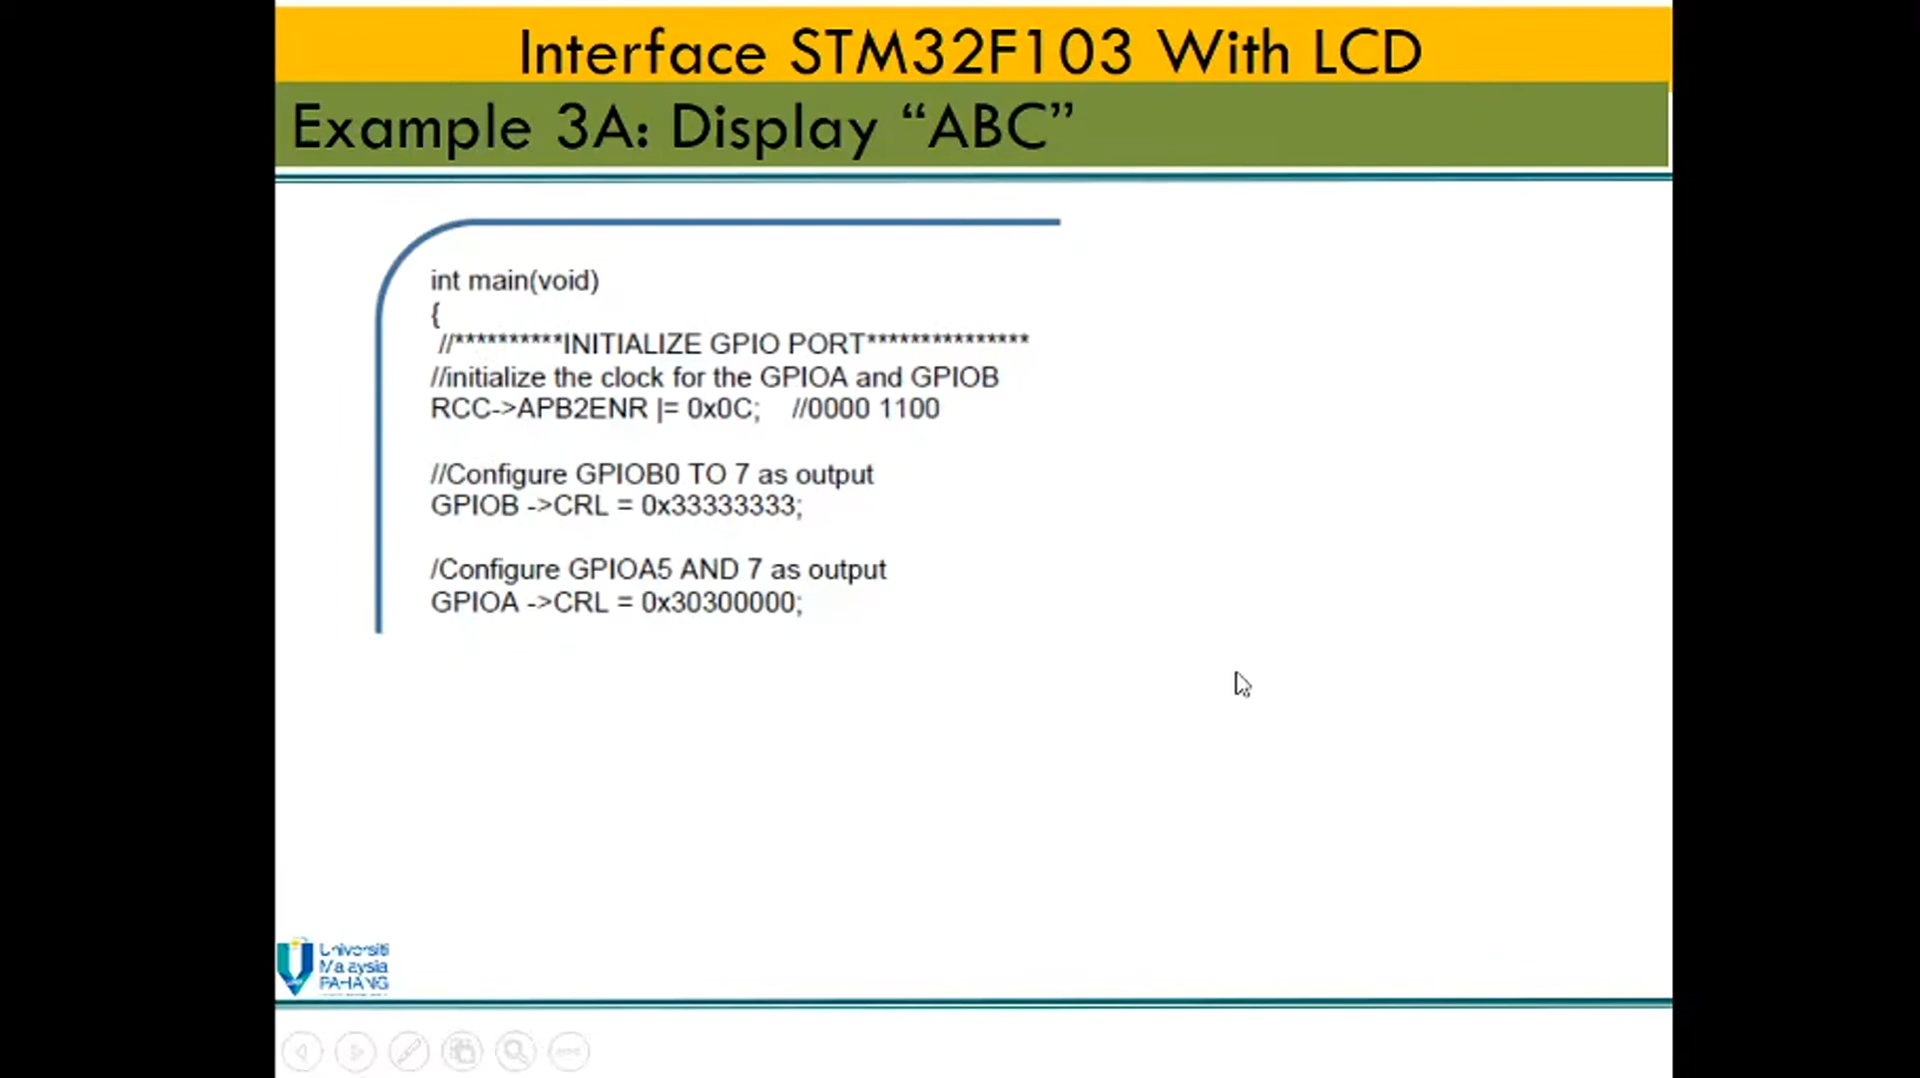 Interface STM32F103 With LCD
Example 3A: Display “ABC”
int main(void)
{
//**********INITIALIZE GPIO PORT***************
//initialize the clock for the GPIOA and GPIOB
RCC->APB2ENR |= 0x0C; //0000 1100
//Configure GPIOB0 TO 7 as output
GPIOB ->CRL = 0x33333333;
/Configure GPIOA5 AND 7 as output
GPIOA ->CRL = 0x30300000;
Universiti
Malaysia
PAHANG